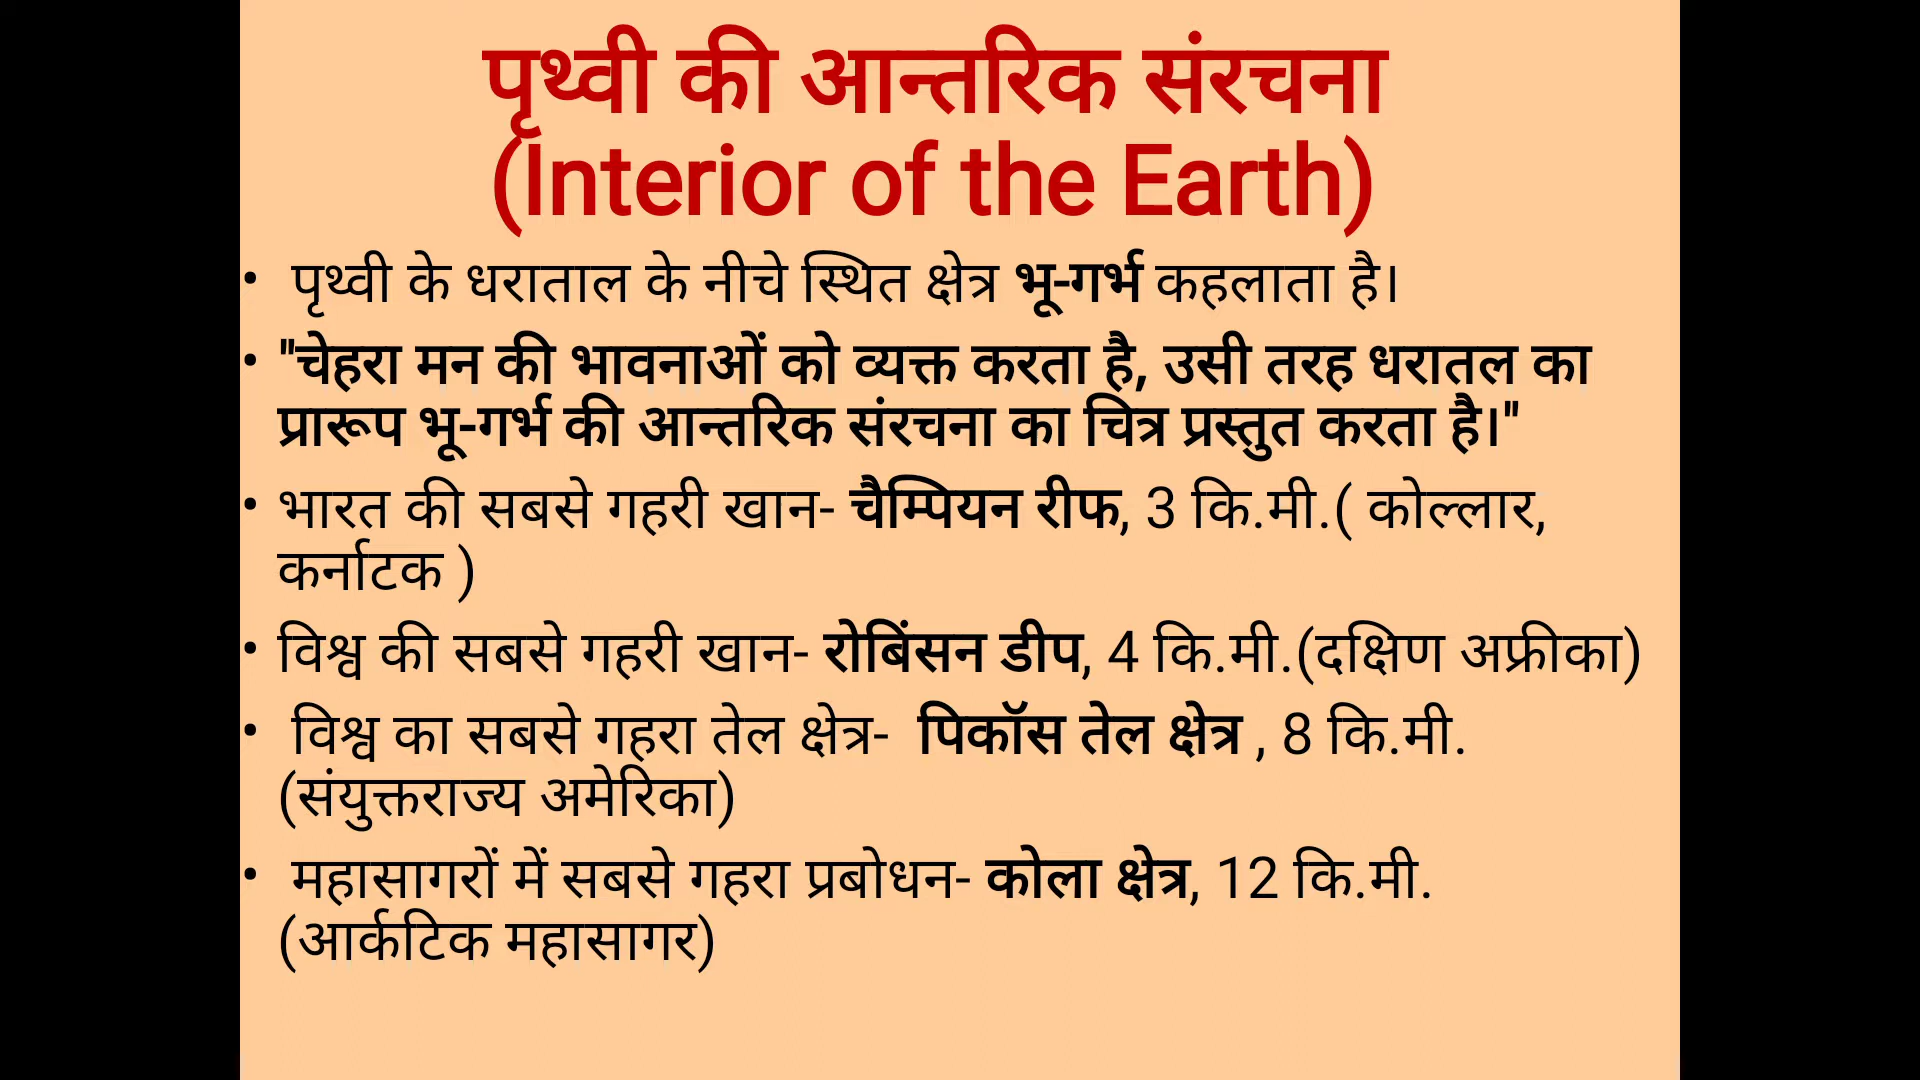 पृथ्वी की आन्तरिक संरचना
(Interior of the Earth)
• पृथ्वी के धराताल के नीचे स्थित क्षेत्र भू-गर्भ कहलाता है।
• "चेहरा मन की भावनाओं को व्यक्त करता है, उसी तरह धरातल का
प्रारूप भू-गर्भ की आन्तरिक संरचना का चित्र प्रस्तुत करता है।"
• भारत की सबसे गहरी खान- चैम्पियन रीफ, 3 कि.मी.( कोल्लार,
कर्नाटक )
• विश्व की सबसे गहरी खान- रोबिंसन डीप, 4 कि.मी.(दक्षिण अफ्रीका)
• विश्व का सबसे गहरा तेल क्षेत्र- पिकॉस तेल क्षेत्र , 8 कि.मी.
(संयुक्तराज्य अमेरिका)
• महासागरों में सबसे गहरा प्रबोधन- कोला क्षेत्र, 12 कि.मी.
(आर्कटिक महासागर)